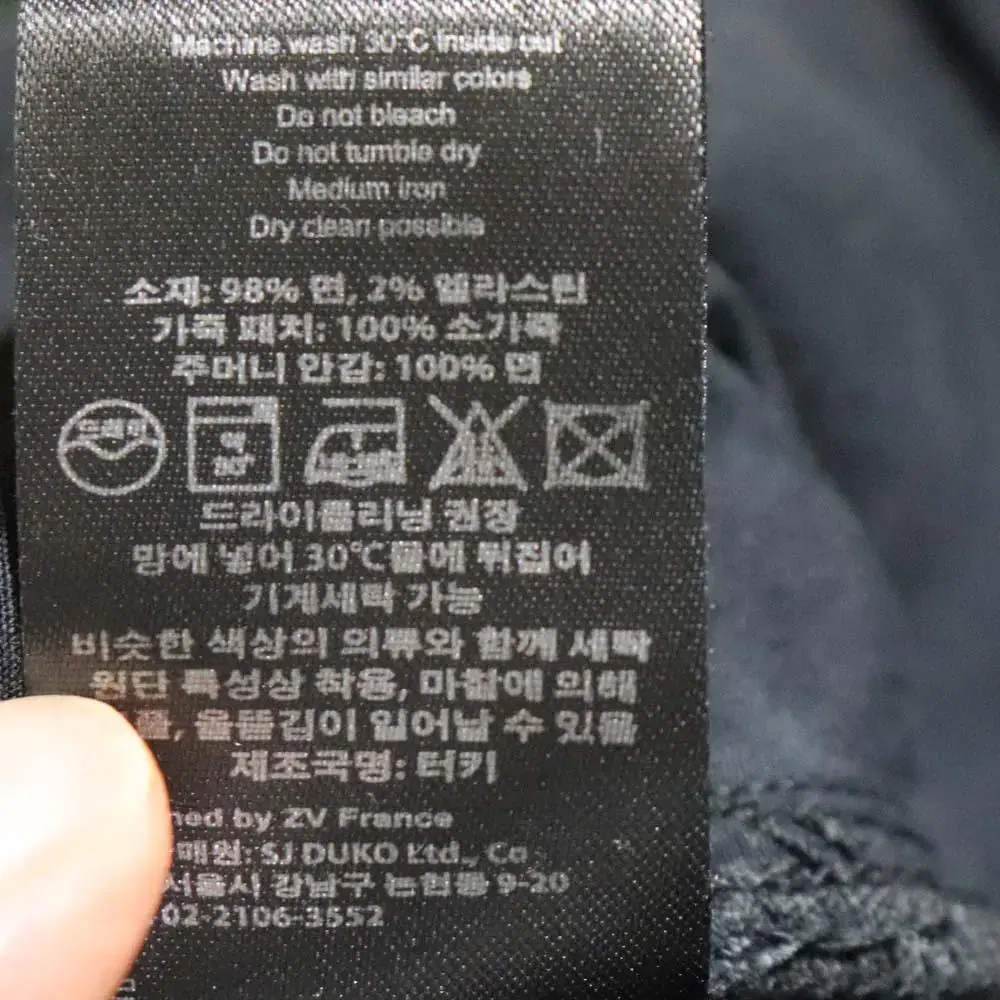 Machine wash 30°C inside out
Wash with similar colors
Do not bleach
Do not tumble dry
Medium iron
Dry clean possible
소재: 98% 면, 2% 엘라스틴
가죽 패치: 100% 소가죽
주머니 안감: 100% 면
드라이
약 30°
드라이클리닝 권장
망에 넣어 30℃물에 뒤집어
기계세탁 가능
비슷한 색상의 의류와 함께 세탁
원단 특성상 착용, 마찰에 의해
올뜯김이 일어날 수 있음
제조국명: 터키
ned by ZV France
매원: SJ DUKO Ltd., Co
서울시 강남구 논현동 9-20
02-2106-3552